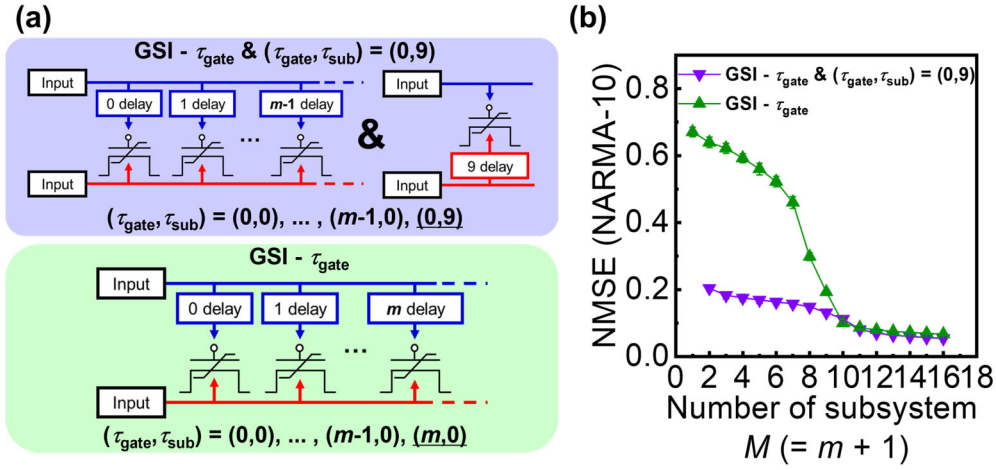 (a)
GSI - τgate & (τgate, τsub) = (0,9)
Input
0 delay
1 delay
m-1 delay
...
Input
&
Input
9 delay
Input
(τgate, τsub) = (0,0), ... , (m-1,0), (0,9)
GSI - τgate
Input
0 delay
1 delay
m delay
...
Input
(τgate, τsub) = (0,0), ... , (m-1,0), (m,0)
(b)
GSI - τgate & (τgate, τsub) = (0,9)
GSI - τgate
NMSE (NARMA-10)
0.8
0.6
0.4
0.2
0.0
0 2 4 6 8 10 12 14 16 18
Number of subsystem
M (= m + 1)